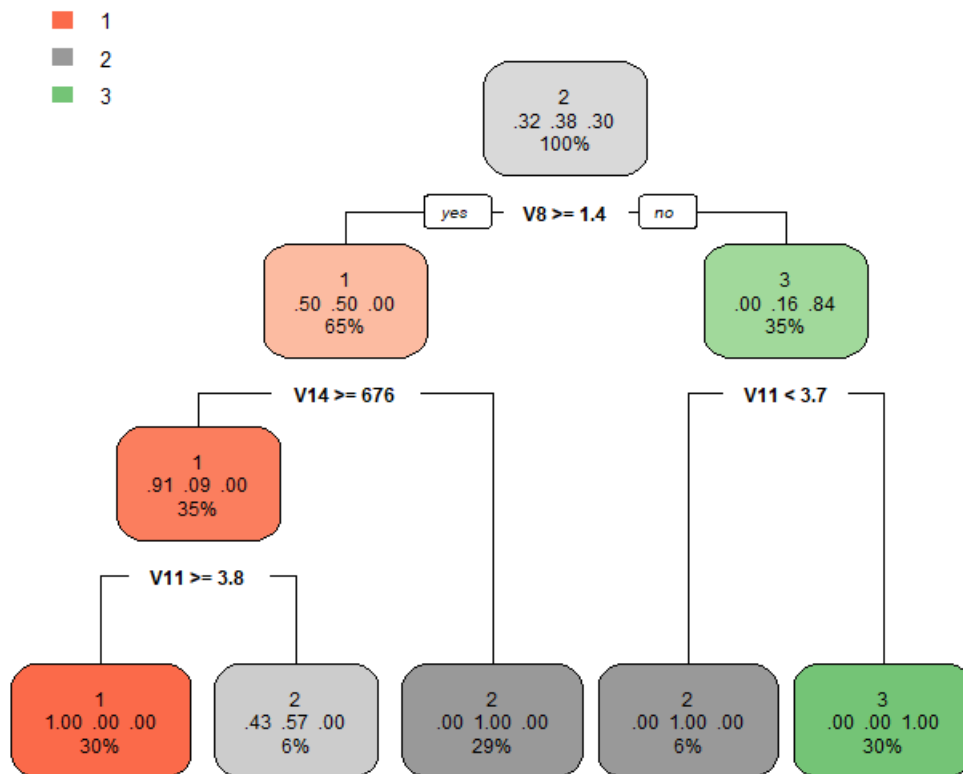 1
2
3
2
.32 .38 .30
100%
yes V8 >= 1.4 no
1
.50 .50 .00
65%
3
.00 .16 .84
35%
V14 >= 676
V11 < 3.7
1
.91 .09 .00
35%
V11 >= 3.8
1
1.00 .00 .00
30%
2
.43 .57 .00
6%
2
.00 1.00 .00
29%
2
.00 1.00 .00
6%
3
.00 .00 1.00
30%